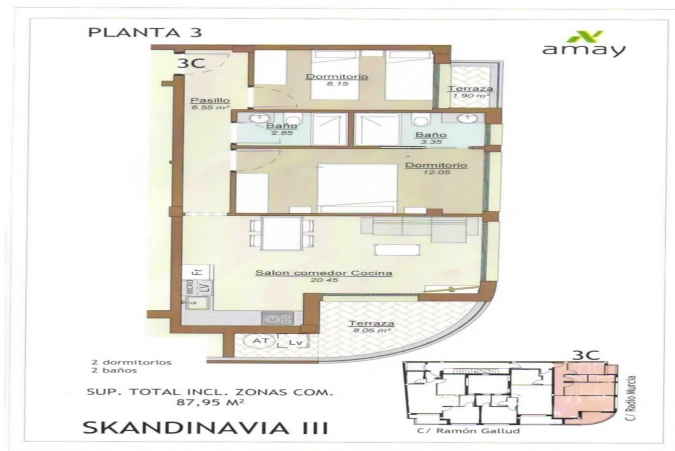 PLANTA 3
amay
3C
Dormitorio
8.15
Terraza
1.90 m²
Pasillo
6.55 m²
Baño
2.85
Baño
3.35
Dormitorio
12.05
Fr
MICRO
LV
Salon comedor Cocina
20.45
Terraza
8.05 m²
AT
Lv
2 dormitorios
2 baños
SUP. TOTAL INCL. ZONAS COM.
87,95 M²
SKANDINAVIA III
3C
C/ Radio Murcia
C/ Ramón Gallud